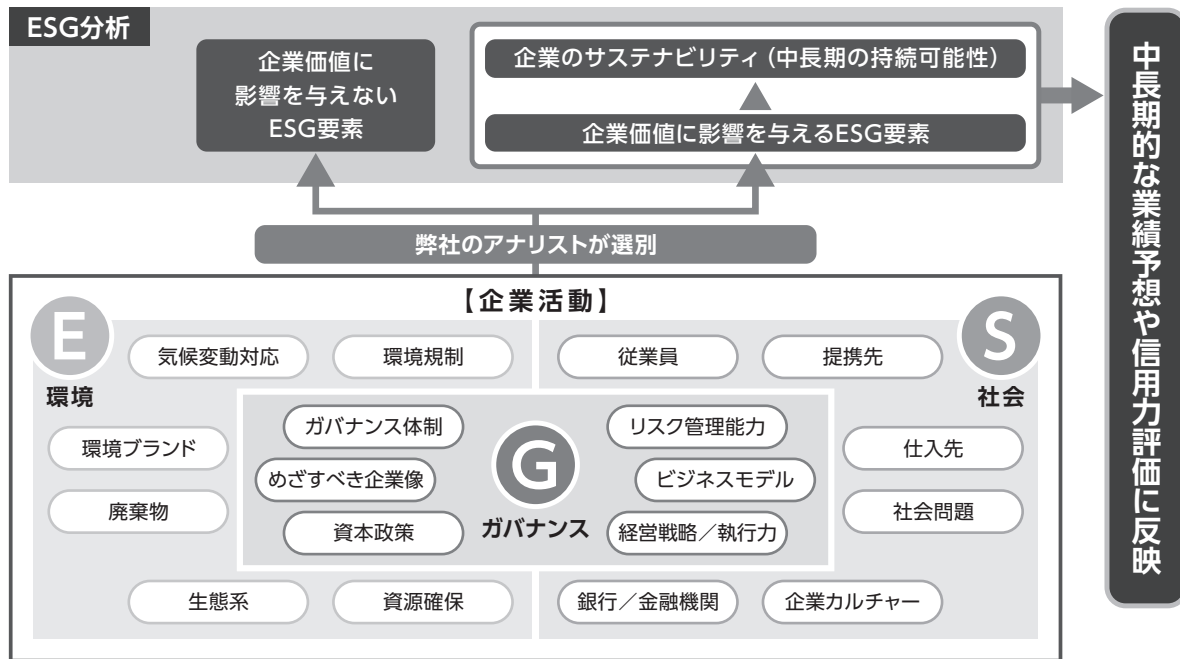 ESG分析
企業価値に
影響を与えない
ESG要素
企業のサステナビリティ（中長期の持続可能性）
企業価値に影響を与えるESG要素
中長期的な業績予想や信用力評価に反映
弊社のアナリストが選別
【企業活動】
E
環境
気候変動対応
環境規制
環境ブランド
廃棄物
生態系
資源確保
S
社会
従業員
提携先
仕入先
社会問題
銀行／金融機関
企業カルチャー
G
ガバナンス
ガバナンス体制
めざすべき企業像
資本政策
リスク管理能力
ビジネスモデル
経営戦略／執行力